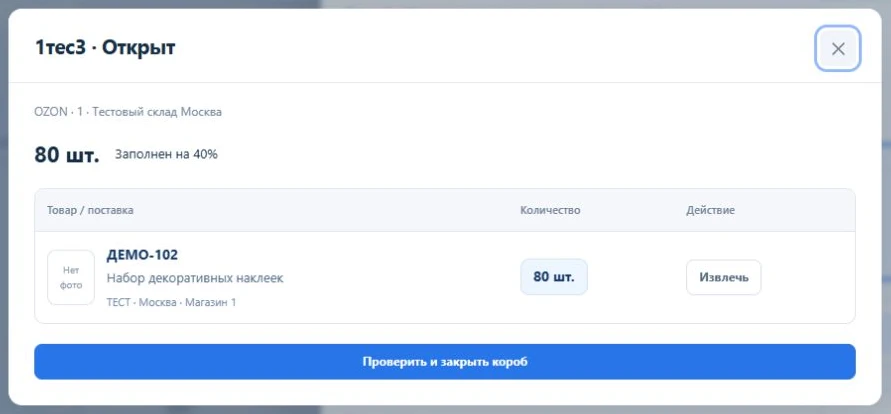 1тес3 · Открыт
OZON · 1 · Тестовый склад Москва
80 шт. Заполнен на 40%
Товар / поставка Количество Действие
Нет фото
ДЕМО-102
Набор декоративных наклеек
ТЕСТ · Москва · Магазин 1
80 шт.
Извлечь
Проверить и закрыть короб